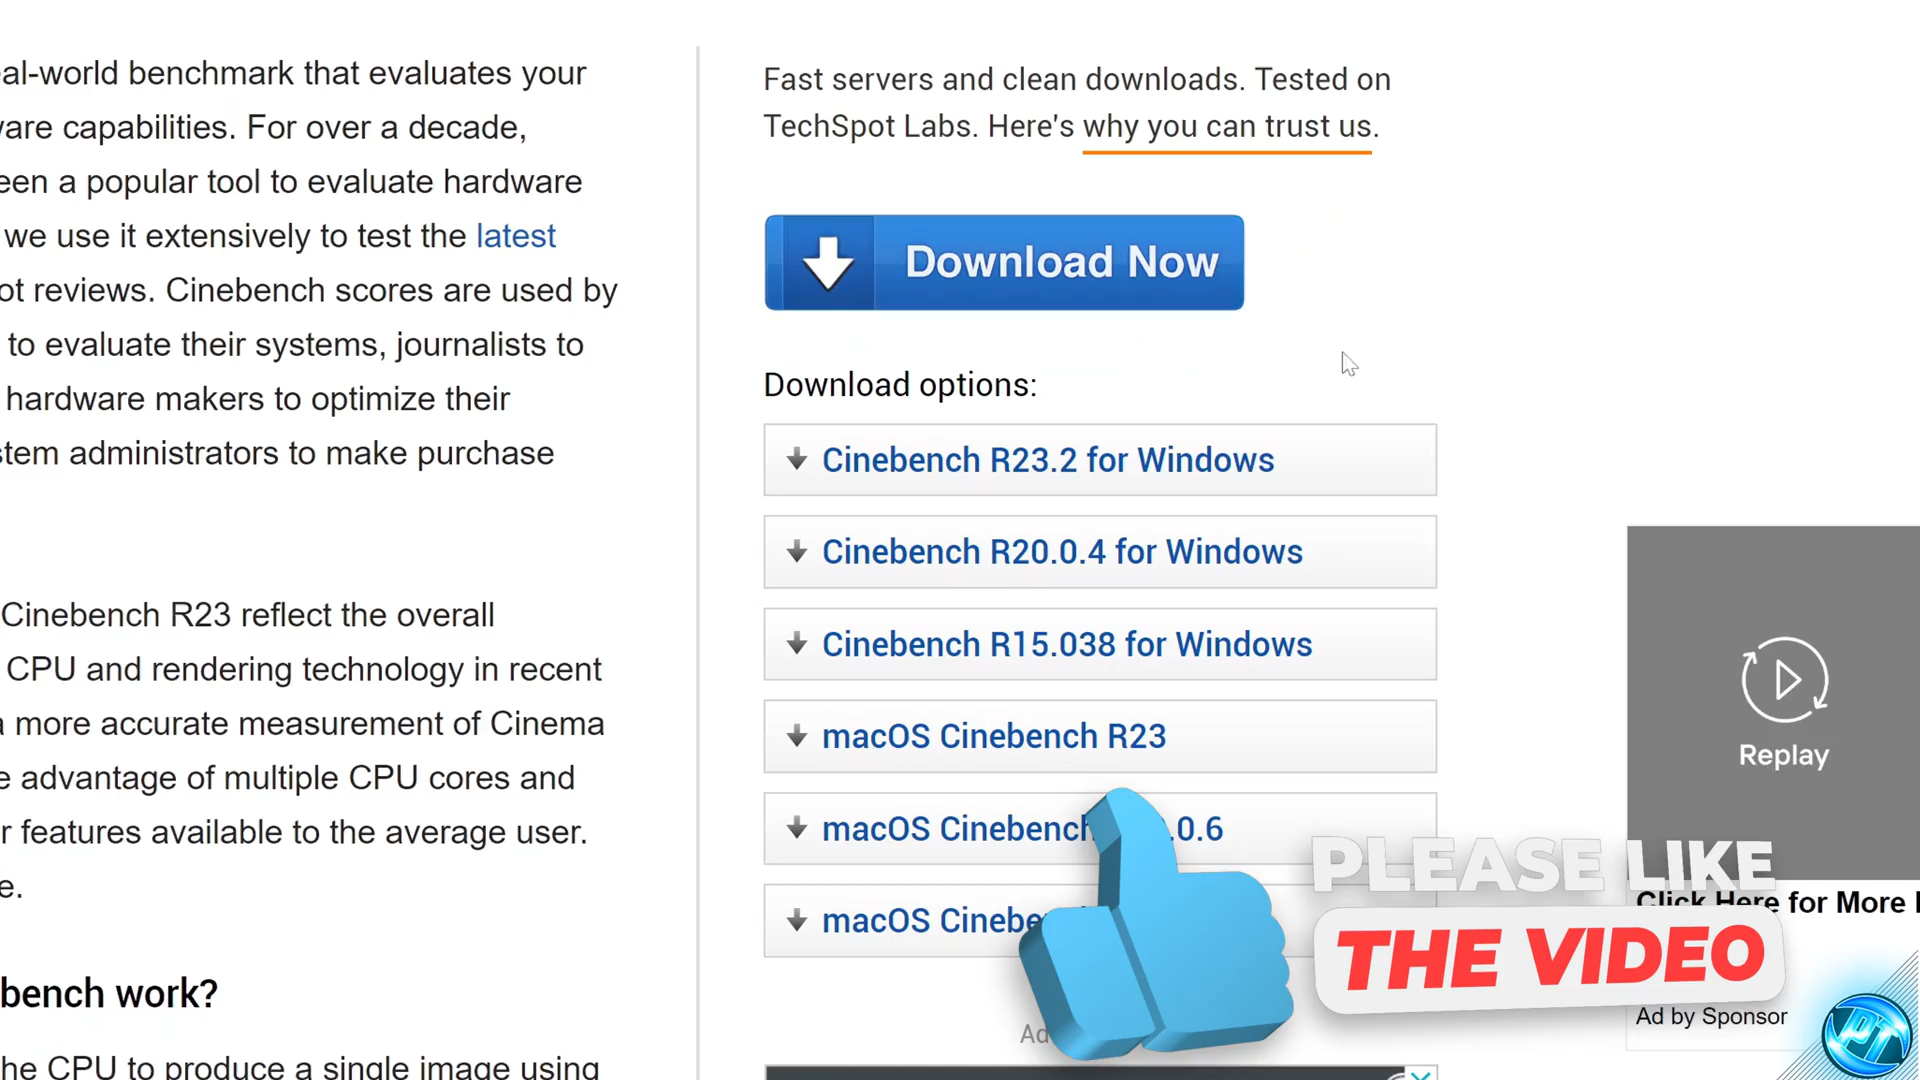 al-world benchmark that evaluates your
are capabilities. For over a decade,
een a popular tool to evaluate hardware
we use it extensively to test the latest
ot reviews. Cinebench scores are used by
to evaluate their systems, journalists to
hardware makers to optimize their
stem administrators to make purchase
Cinebench R23 reflect the overall
CPU and rendering technology in recent
a more accurate measurement of Cinema
e advantage of multiple CPU cores and
r features available to the average user.
e.
bench work?
he CPU to produce a single image using
Fast servers and clean downloads. Tested on
TechSpot Labs. Here's why you can trust us.
Download Now
Download options:
Cinebench R23.2 for Windows
Cinebench R20.0.4 for Windows
Cinebench R15.038 for Windows
macOS Cinebench R23
macOS Cinebench .0.6
macOS Cinebe
Ad
Replay
PLEASE LIKE
THE VIDEO
Click Here for More
Ad by Sponsor